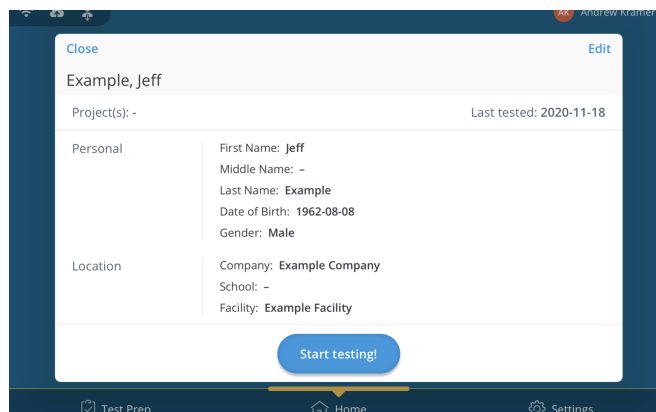 AK Andrew Kramer
Close Edit
Example, Jeff
Project(s): - Last tested: 2020-11-18
Personal
First Name: Jeff
Middle Name: –
Last Name: Example
Date of Birth: 1962-08-08
Gender: Male
Location
Company: Example Company
School: –
Facility: Example Facility
Start testing!
Test Prep Home Settings